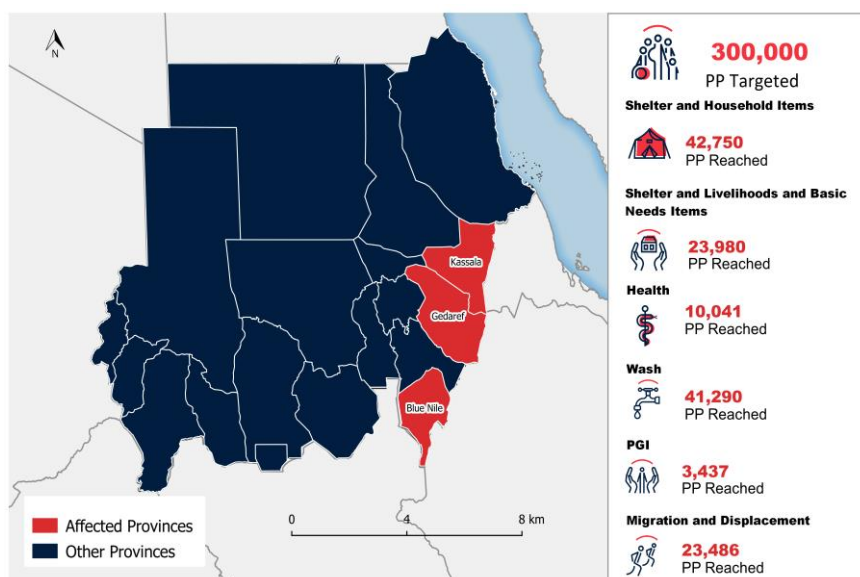 N
Kassala
Gedaref
Blue Nile
Affected Provinces
Other Provinces
0
4
8 km
300,000
PP Targeted
Shelter and Household Items
42,750
PP Reached
Shelter and Livelihoods and Basic
Needs Items
23,980
PP Reached
Health
10,041
PP Reached
Wash
41,290
PP Reached
PGI
3,437
PP Reached
Migration and Displacement
23,486
PP Reached